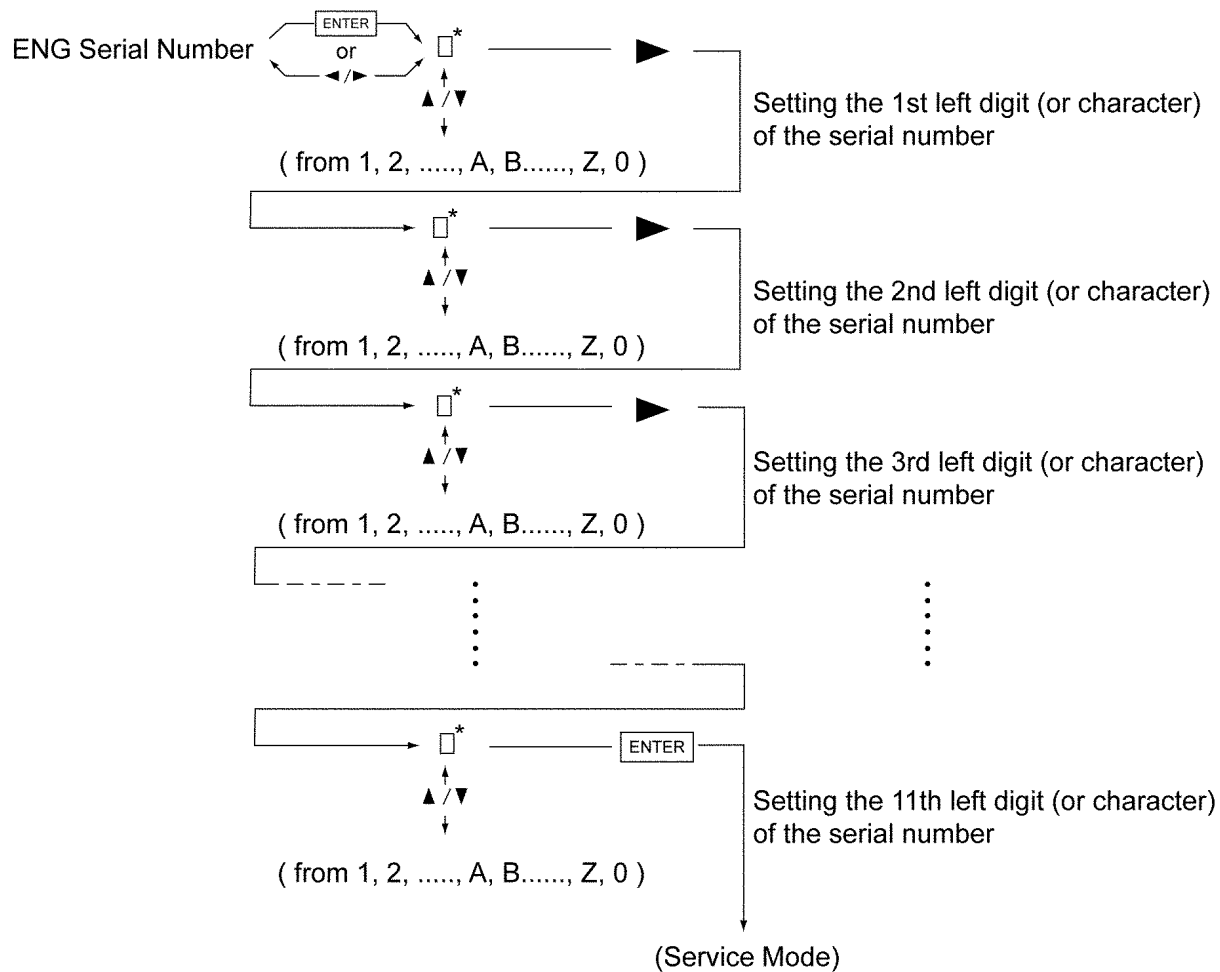 ENTER
ENG Serial Number or □*
◄ / ►
▲ / ▼
( from 1, 2, ....., A, B......, Z, 0 )
Setting the 1st left digit (or character)
of the serial number
□*
▲ / ▼
( from 1, 2, ....., A, B......, Z, 0 )
Setting the 2nd left digit (or character)
of the serial number
□*
▲ / ▼
( from 1, 2, ....., A, B......, Z, 0 )
Setting the 3rd left digit (or character)
of the serial number
□* ENTER
▲ / ▼
( from 1, 2, ....., A, B......, Z, 0 )
Setting the 11th left digit (or character)
of the serial number
(Service Mode)